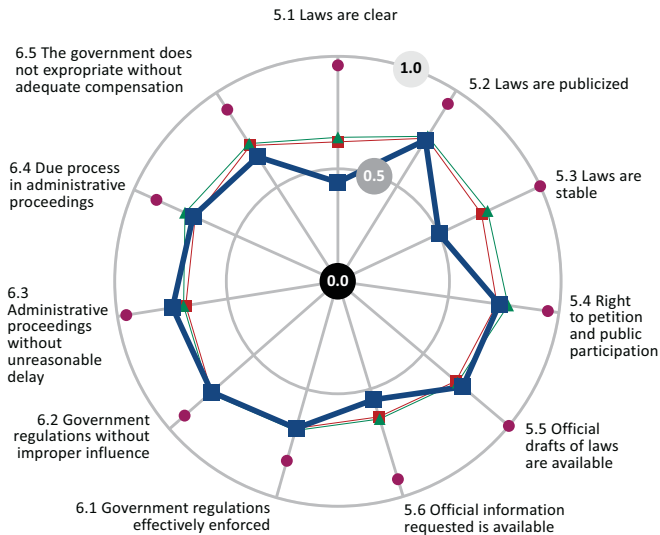 5.1 Laws are clear
1.0
5.2 Laws are publicized
5.3 Laws are
stable
5.4 Right
to petition
and public
participation
5.5 Official
drafts of laws
are available
5.6 Official information
requested is available
6.1 Government regulations
effectively enforced
6.2 Government
regulations without
improper influence
6.3
Administrative
proceedings
without
unreasonable
delay
6.4 Due process
in administrative
proceedings
6.5 The government does
not expropriate without
adequate compensation
0.5
0.0